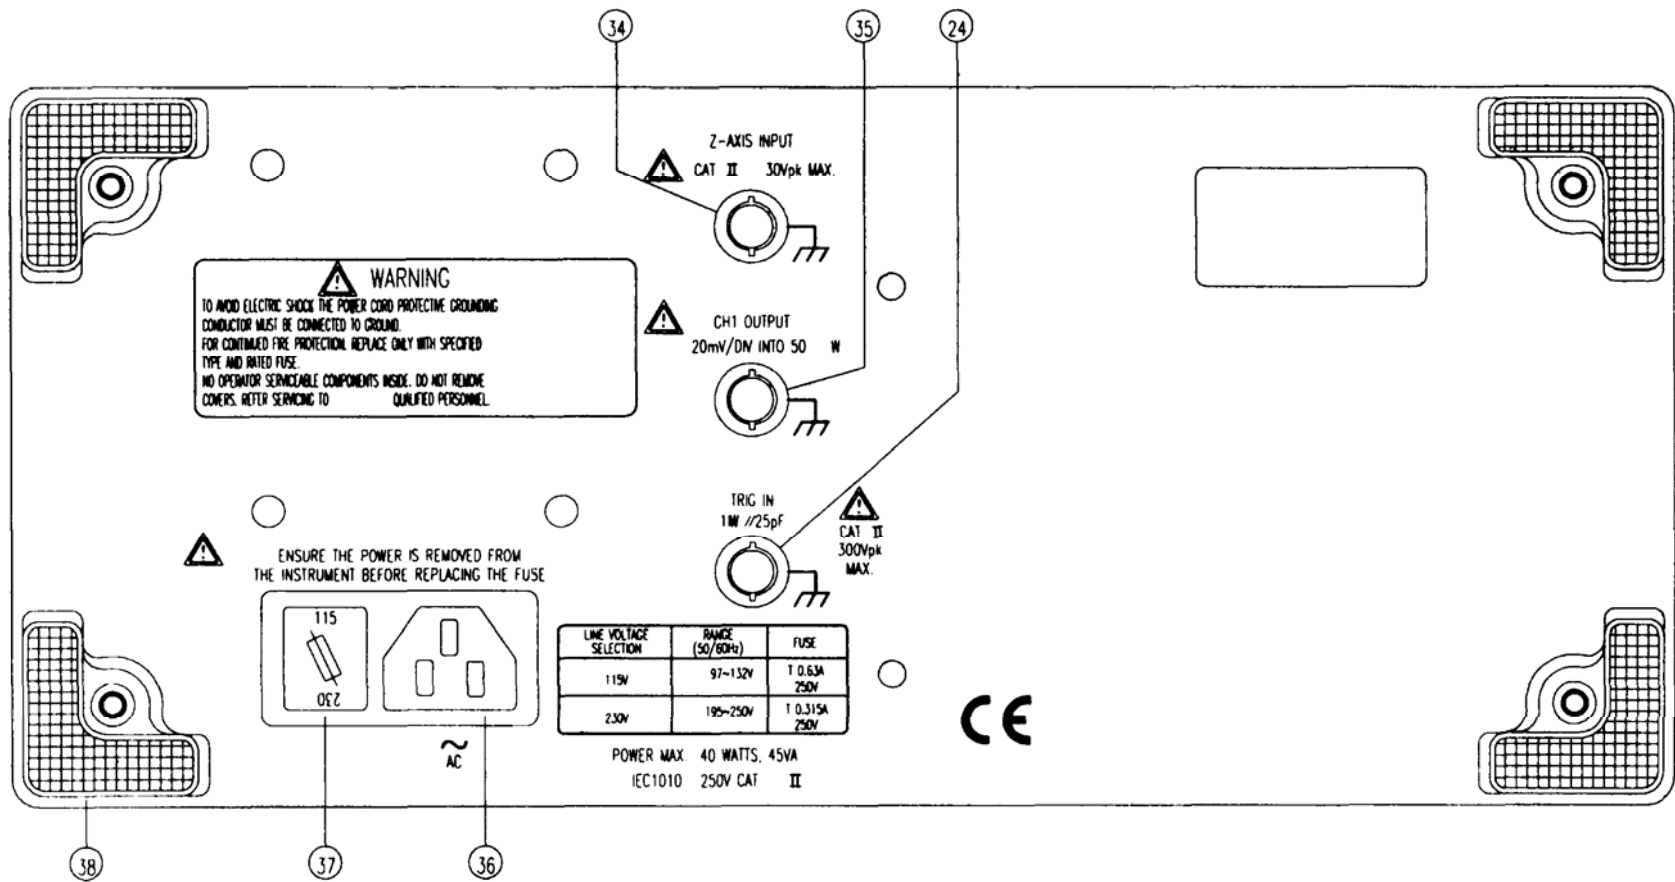 34
35
24
Z-AXIS INPUT
CAT II 30Vpk MAX.
WARNING
TO AVOID ELECTRIC SHOCK THE POWER CORD PROTECTIVE GROUNDING
CONDUCTOR MUST BE CONNECTED TO GROUND.
FOR CONTINUED FIRE PROTECTION. REPLACE ONLY WITH SPECIFIED
TYPE AND RATED FUSE.
NO OPERATOR SERVICEABLE COMPONENTS INSIDE. DO NOT REMOVE
COVERS. REFER SERVICING TO QUALIFIED PERSONNEL.
CH1 OUTPUT
20mV/DIV INTO 50 W
TRIG IN
1W //25pF
CAT II
300Vpk
MAX.
ENSURE THE POWER IS REMOVED FROM
THE INSTRUMENT BEFORE REPLACING THE FUSE
115
230
AC
LINE VOLTAGE SELECTION RANGE (50/60Hz) FUSE
115V 97~132V T 0.63A 250V
230V 195~250V T 0.315A 250V
POWER MAX. 40 WATTS, 45VA
IEC1010 250V CAT II
CE
38
37
36